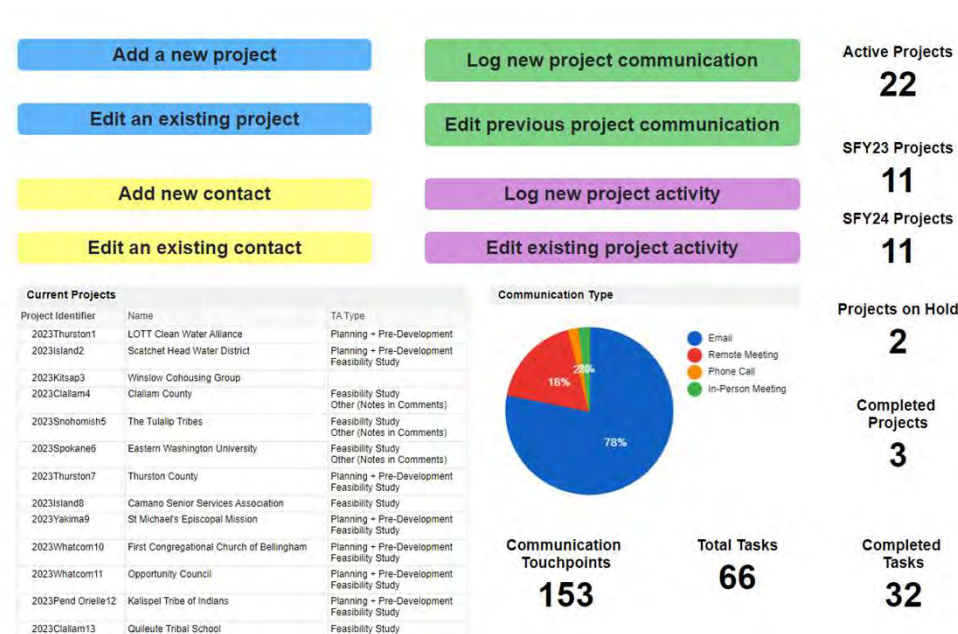 Add a new project
Edit an existing project
Add new contact
Edit an existing contact
Log new project communication
Edit previous project communication
Log new project activity
Edit existing project activity
Active Projects
22
SFY23 Projects
11
SFY24 Projects
11
Projects on Hold
2
Completed
Projects
3
Current Projects
Project Identifier Name TA Type
2023Thurston1 LOTT Clean Water Alliance Planning + Pre-Development
2023Island2 Scatchet Head Water District Planning + Pre-Development
Feasibility Study
2023Kitsap3 Winslow Cohousing Group
2023Clallam4 Clallam County Feasibility Study
Other (Notes in Comments)
2023Snohomish5 The Tulalip Tribes Feasibility Study
Other (Notes in Comments)
2023Spokane6 Eastern Washington University Feasibility Study
Other (Notes in Comments)
2023Thurston7 Thurston County Planning + Pre-Development
Feasibility Study
2023Island8 Camano Senior Services Association Feasibility Study
2023Yakima9 St Michael's Episcopal Mission Planning + Pre-Development
Feasibility Study
2023Whatcom10 First Congregational Church of Bellingham Planning + Pre-Development
Feasibility Study
2023Whatcom11 Opportunity Council Planning + Pre-Development
Feasibility Study
2023Pend Orielle12 Kalispel Tribe of Indians Planning + Pre-Development
Feasibility Study
2023Clallam13 Quileute Tribal School Feasibility Study
Communication Type
Email
Remote Meeting
Phone Call
In-Person Meeting
18%
78%
Communication
Touchpoints
153
Total Tasks
66
Completed
Tasks
32